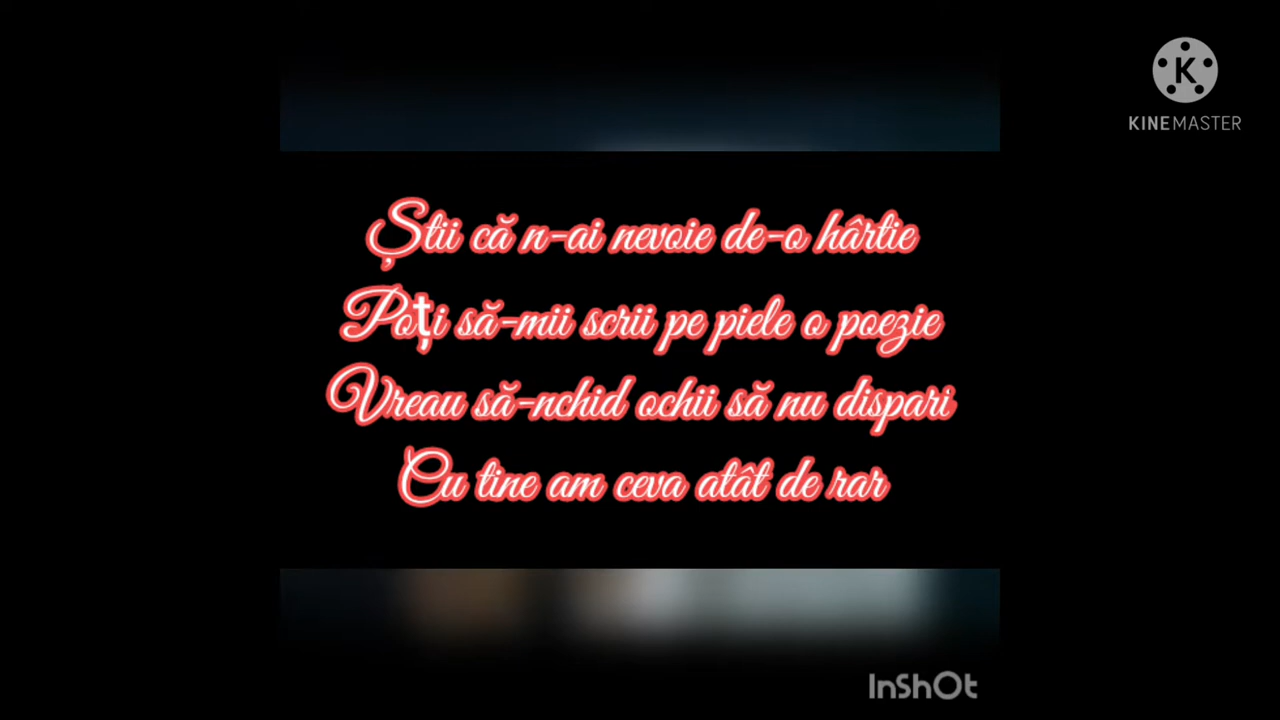 KINEMASTER
Știi că n-ai nevoie de-o hârtie
Poți să-mii scrii pe piele o poezie
Vreau să-nchid ochii să nu dispari
Cu tine am ceva atât de rar
InShOt